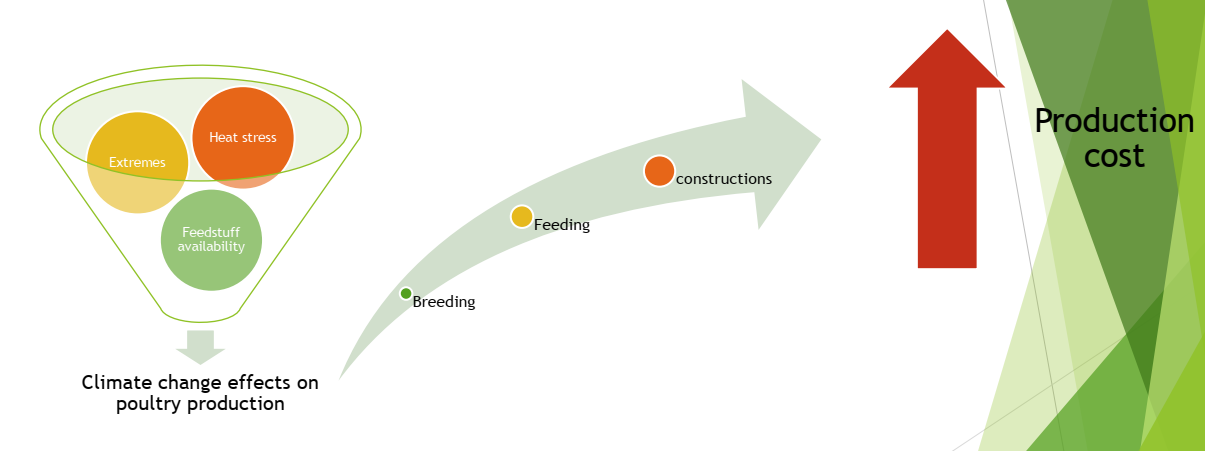 Heat stress
Extremes
Feedstuff
availability
Climate change effects on
poultry production
Breeding
Feeding
constructions
Production
cost